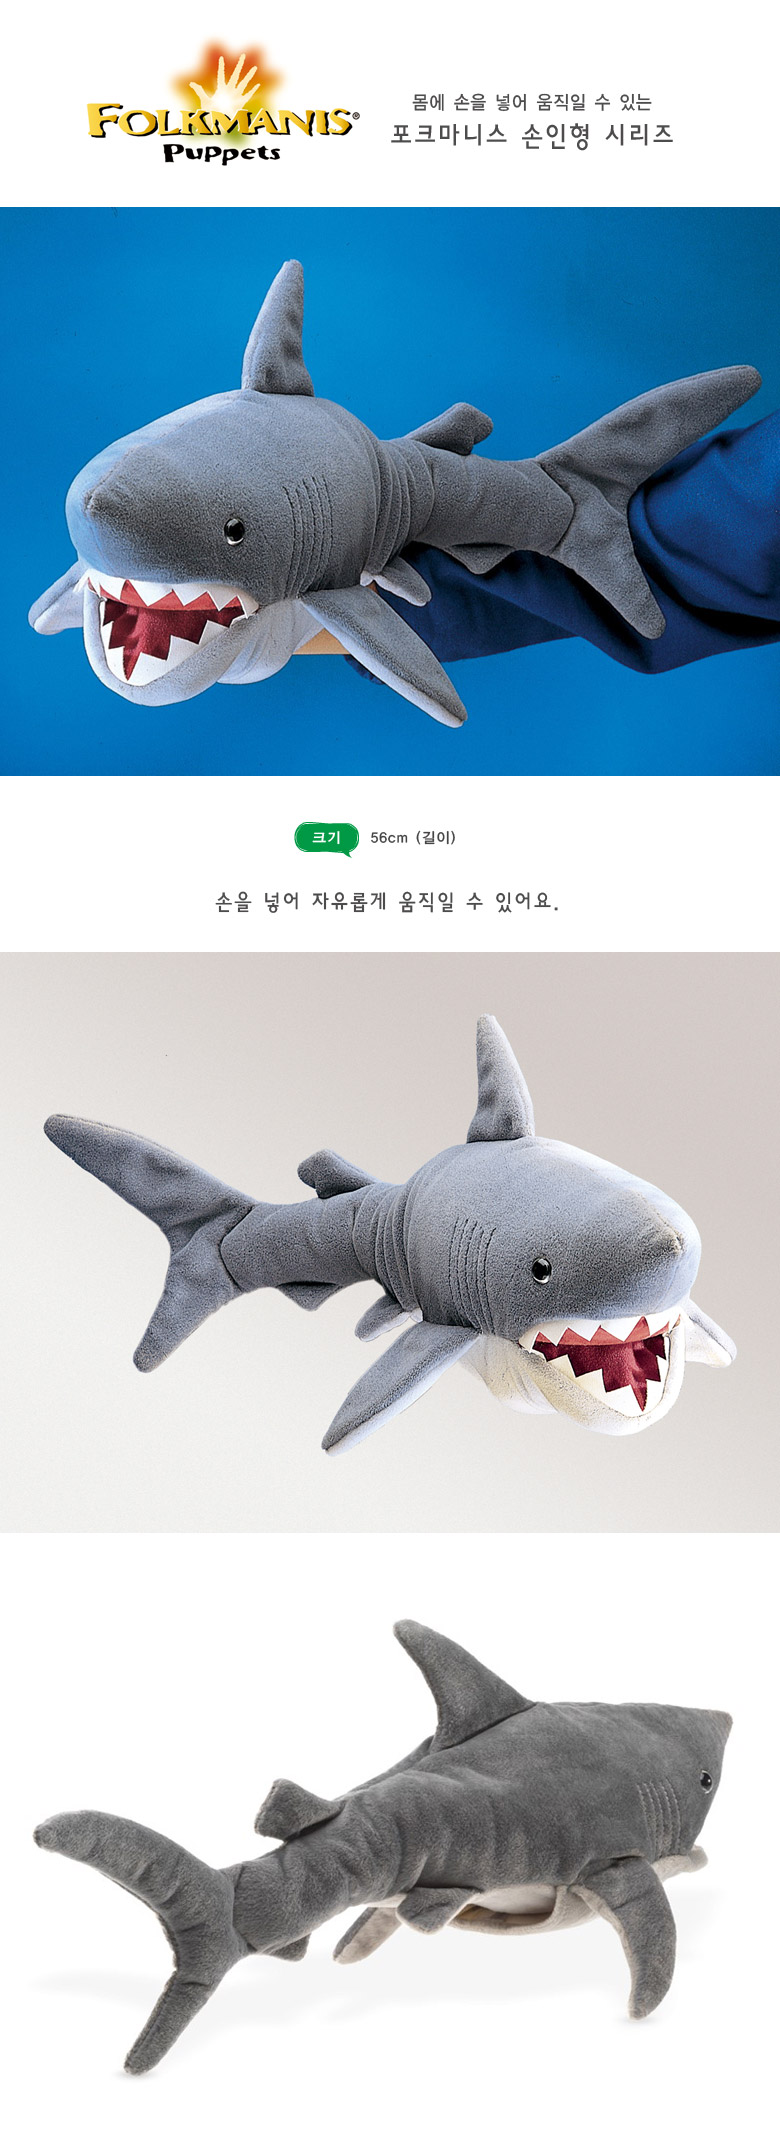 FOLKMANIS®
Puppets
몸에 손을 넣어 움직일 수 있는
포크마니스 손인형 시리즈
크기 56cm (길이)
손을 넣어 자유롭게 움직일 수 있어요.